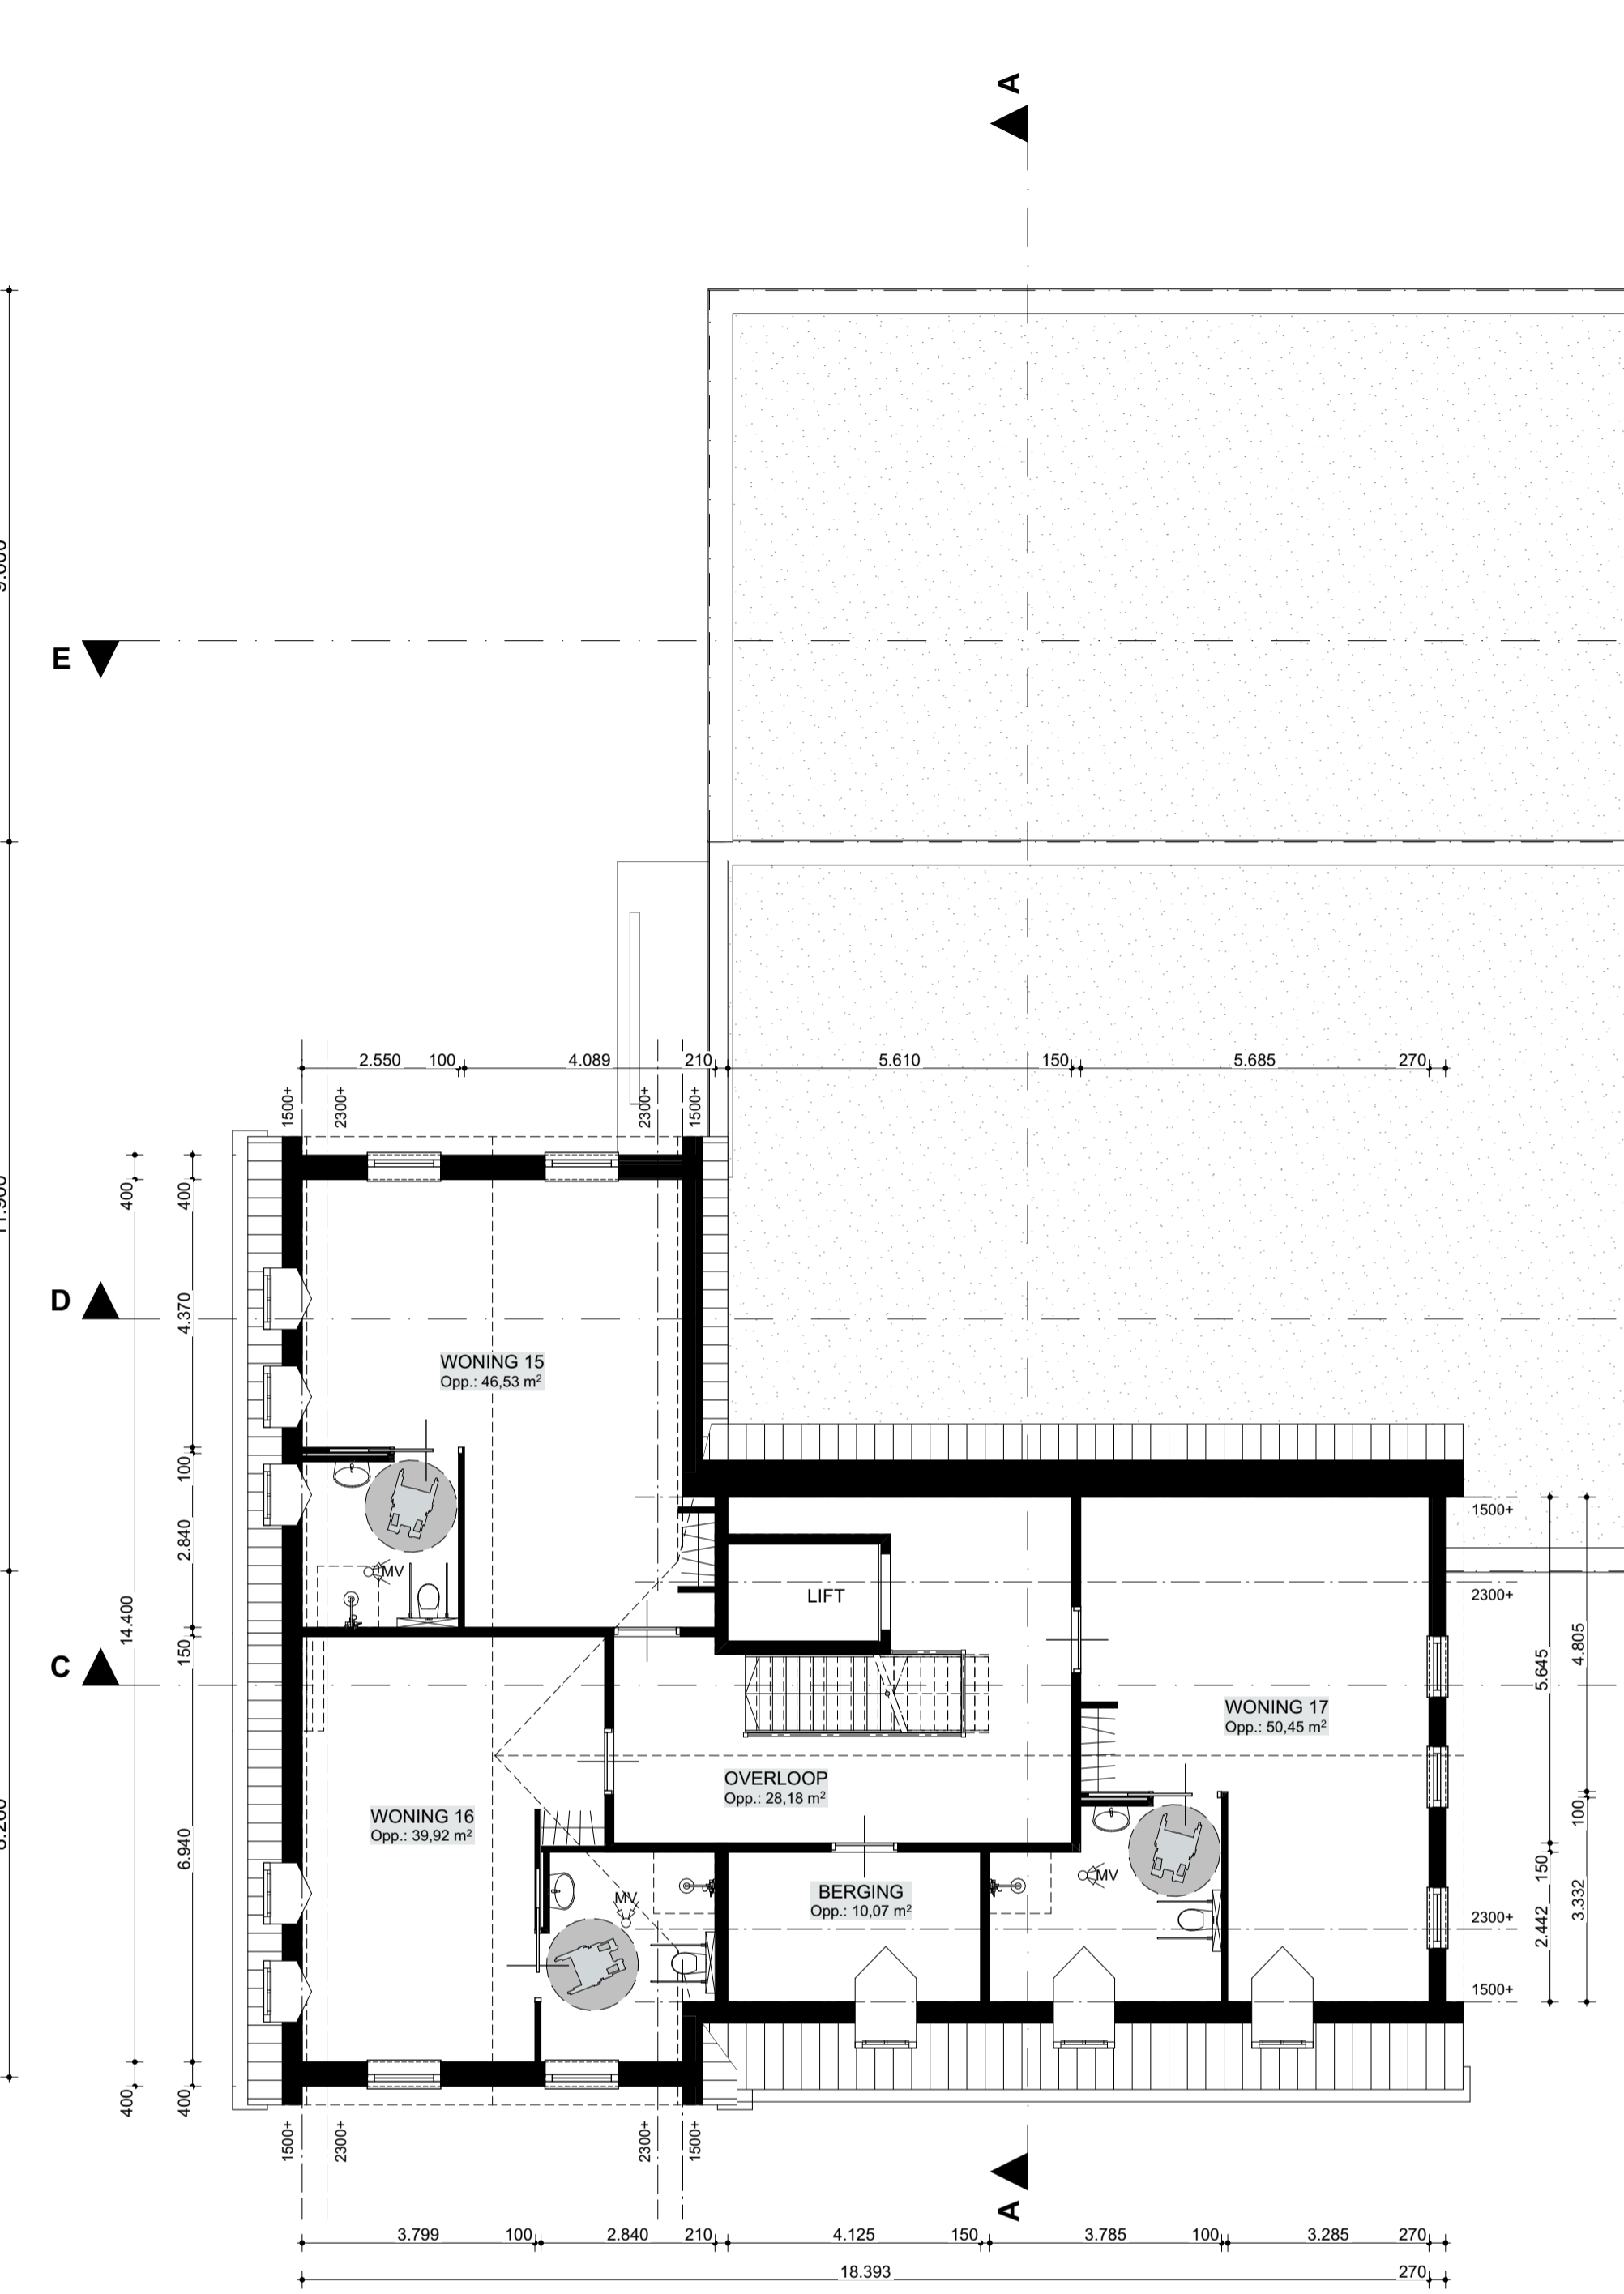 A
E
2.550 100 4.089 210 5.610 150 5.685 270
1500+ 2300+ 2300+ 1500+
400 400
D
4.370
WONING 15
Opp.: 46,53 m²
100
1500+
2.840
MV
2300+
LIFT
14.400
150
C
5.645
4.805
WONING 17
Opp.: 50,45 m²
OVERLOOP
Opp.: 28,18 m²
WONING 16
Opp.: 39,92 m²
100
6.940
MV
150
BERGING
Opp.: 10,07 m²
MV
2300+
2.442
3.332
1500+
400 400
1500+ 2300+ 2300+ 1500+
A
3.799 100 2.840 210 4.125 150 3.785 100 3.285 270
18.393 270